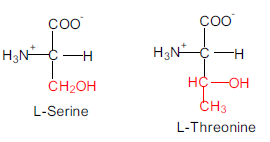 COO⁻ COO⁻
H₃N⁺ C H H₃N⁺ C H
CH₂OH HC OH
CH₃
L-Serine
L-Threonine